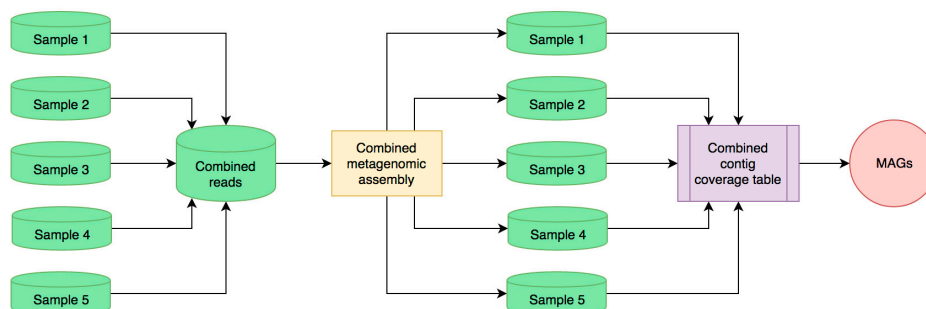 Sample 1
Sample 2
Sample 3
Sample 4
Sample 5
Combined
reads
Combined
metagenomic
assembly
Sample 1
Sample 2
Sample 3
Sample 4
Sample 5
Combined
contig
coverage table
MAGs